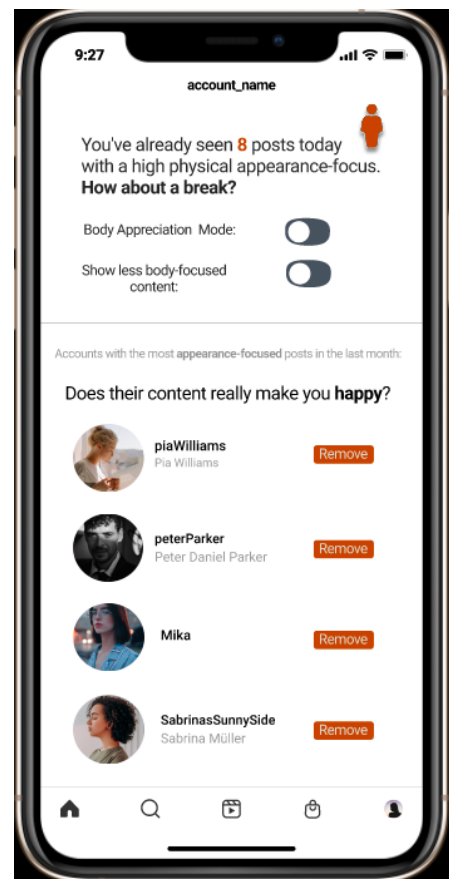 9:27
account_name
You've already seen 8 posts today
with a high physical appearance-focus.
How about a break?
Body Appreciation Mode:
Show less body-focused
content:
Accounts with the most appearance-focused posts in the last month:
Does their content really make you happy?
piaWilliams
Pia Williams
Remove
peterParker
Peter Daniel Parker
Remove
Mika
Remove
SabrinasSunnySide
Sabrina Müller
Remove